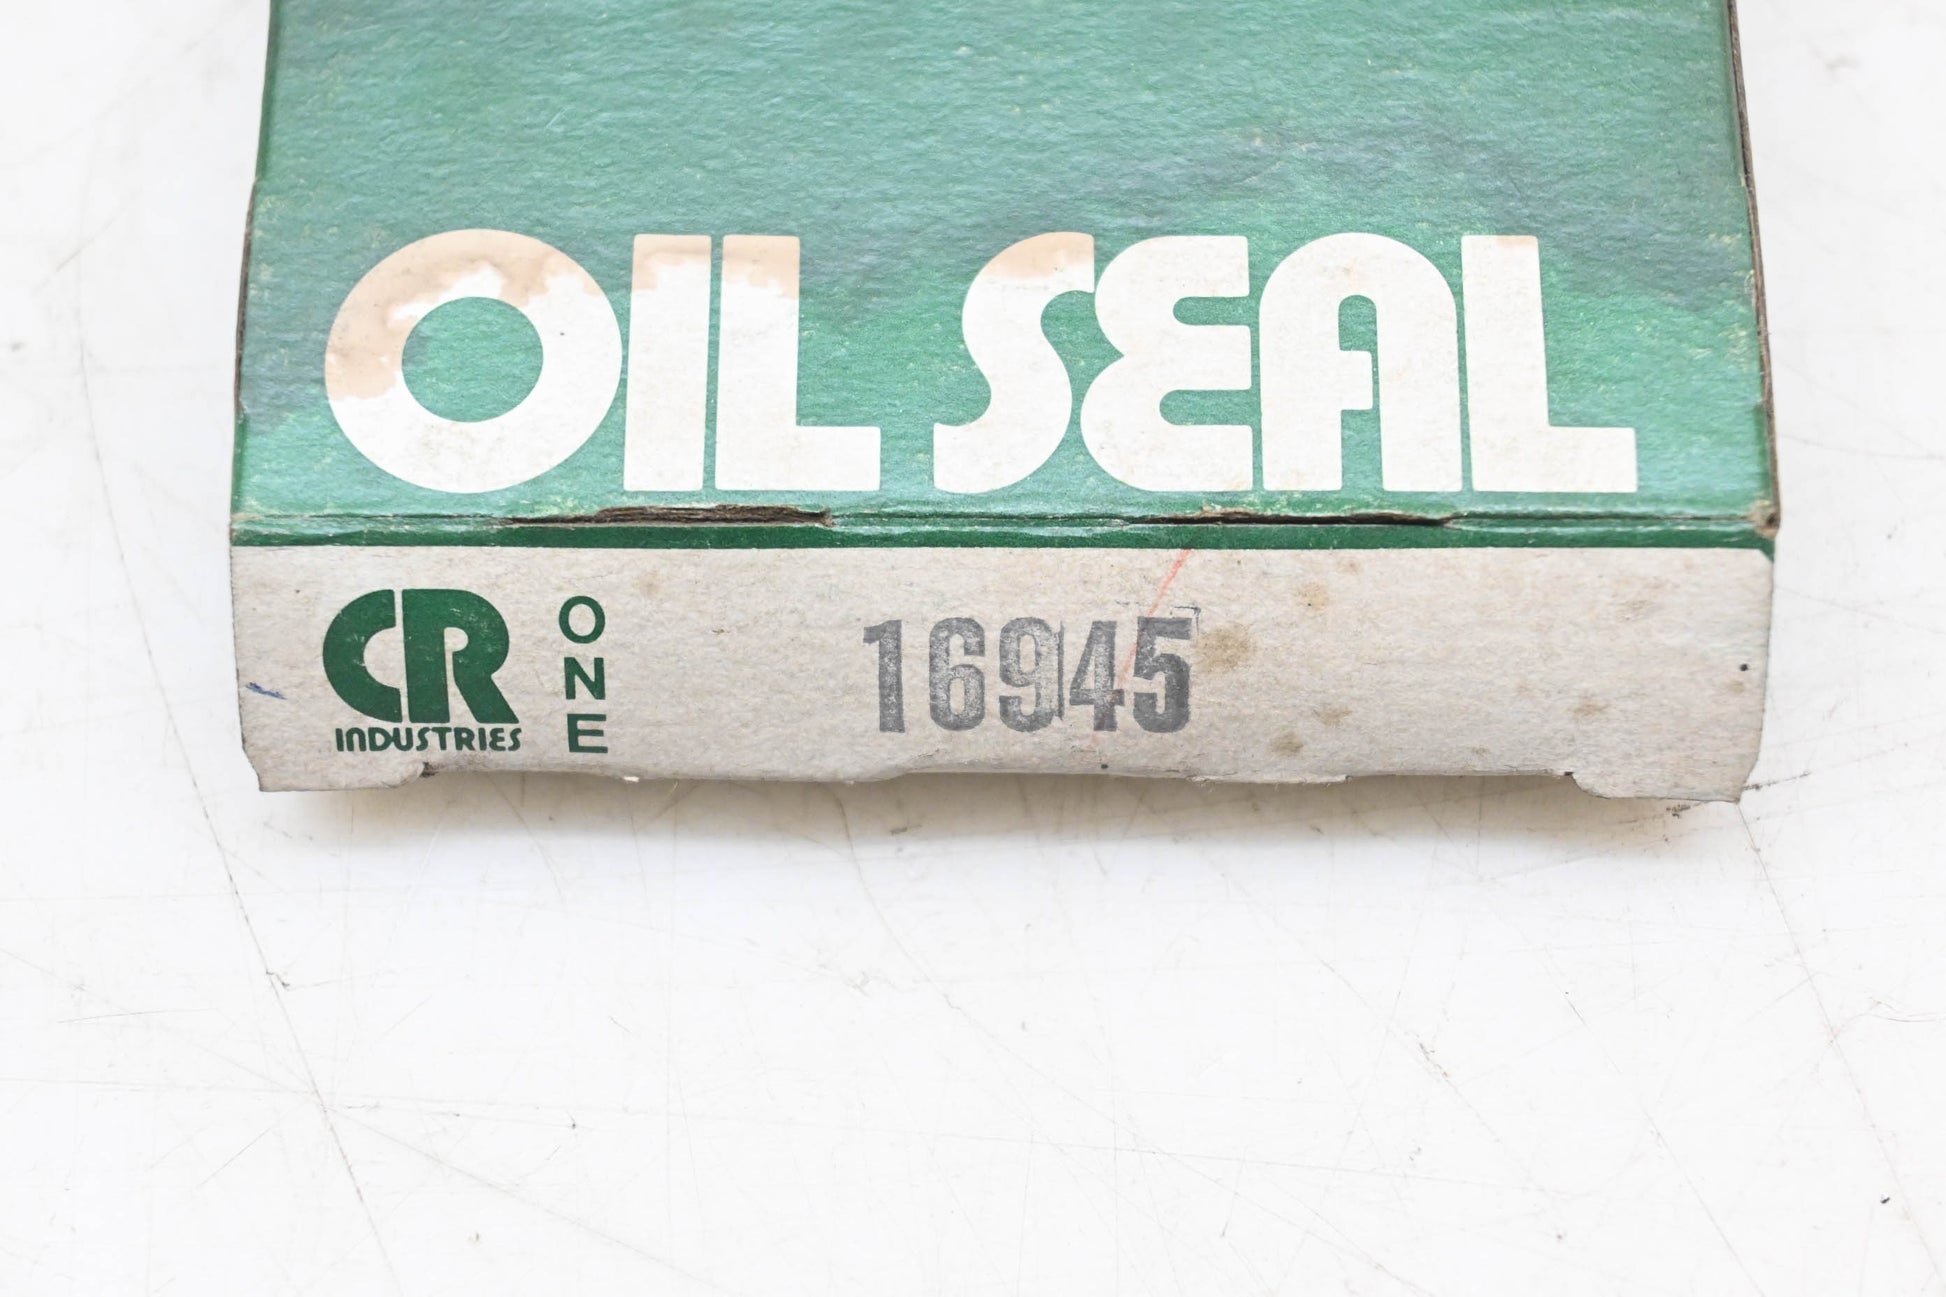 OIL SEAL
CR
INDUSTRIES
ONE
16945